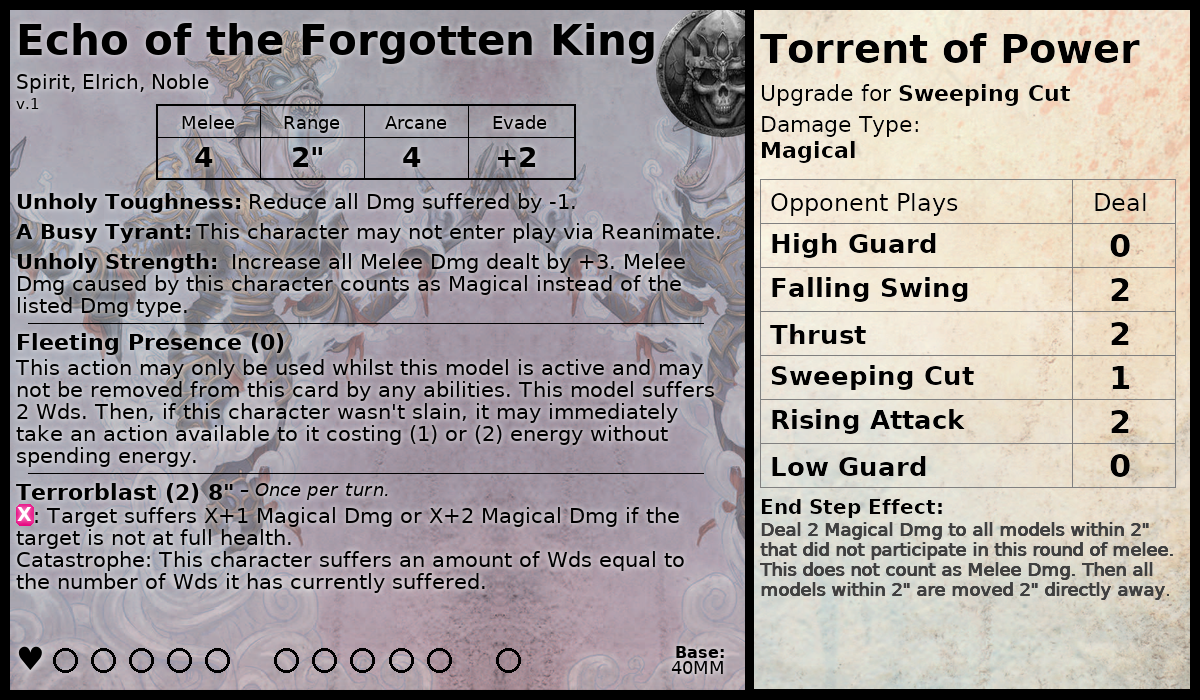 Echo of the Forgotten King
Spirit, Elrich, Noble
v.1
Melee Range Arcane Evade
4 2" 4 +2
Unholy Toughness: Reduce all Dmg suffered by -1.
A Busy Tyrant: This character may not enter play via Reanimate.
Unholy Strength: Increase all Melee Dmg dealt by +3. Melee
Dmg caused by this character counts as Magical instead of the
listed Dmg type.
Fleeting Presence (0)
This action may only be used whilst this model is active and may
not be removed from this card by any abilities. This model suffers
2 Wds. Then, if this character wasn't slain, it may immediately
take an action available to it costing (1) or (2) energy without
spending energy.
Terrorblast (2) 8" – Once per turn.
X: Target suffers X+1 Magical Dmg or X+2 Magical Dmg if the
target is not at full health.
Catastrophe: This character suffers an amount of Wds equal to
the number of Wds it has currently suffered.
Base:
40MM
Torrent of Power
Upgrade for Sweeping Cut
Damage Type:
Magical
Opponent Plays Deal
High Guard 0
Falling Swing 2
Thrust 2
Sweeping Cut 1
Rising Attack 2
Low Guard 0
End Step Effect:
Deal 2 Magical Dmg to all models within 2"
that did not participate in this round of melee.
This does not count as Melee Dmg. Then all
models within 2" are moved 2" directly away.